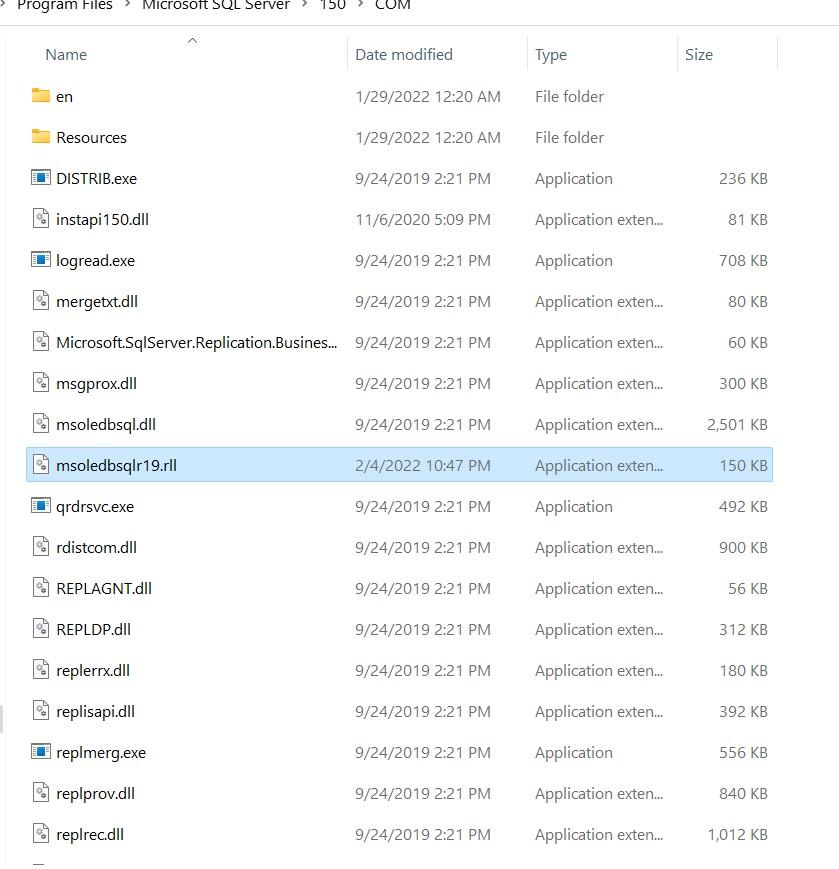 Program Files > Microsoft SQL Server > 150 > COM
Name Date modified Type Size
en 1/29/2022 12:20 AM File folder
Resources 1/29/2022 12:20 AM File folder
DISTRIB.exe 9/24/2019 2:21 PM Application 236 KB
instapi150.dll 11/6/2020 5:09 PM Application exten... 81 KB
logread.exe 9/24/2019 2:21 PM Application 708 KB
mergetxt.dll 9/24/2019 2:21 PM Application exten... 80 KB
Microsoft.SqlServer.Replication.Busines... 9/24/2019 2:21 PM Application exten... 60 KB
msgprox.dll 9/24/2019 2:21 PM Application exten... 300 KB
msoledbsql.dll 9/24/2019 2:21 PM Application exten... 2,501 KB
msoledbsqlr19.rll 2/4/2022 10:47 PM Application exten... 150 KB
qrdrsvc.exe 9/24/2019 2:21 PM Application 492 KB
rdistcom.dll 9/24/2019 2:21 PM Application exten... 900 KB
REPLAGNT.dll 9/24/2019 2:21 PM Application exten... 56 KB
REPLDP.dll 9/24/2019 2:21 PM Application exten... 312 KB
replerrx.dll 9/24/2019 2:21 PM Application exten... 180 KB
replisapi.dll 9/24/2019 2:21 PM Application exten... 392 KB
replmerg.exe 9/24/2019 2:21 PM Application 556 KB
replprov.dll 9/24/2019 2:21 PM Application exten... 840 KB
replrec.dll 9/24/2019 2:21 PM Application exten... 1,012 KB